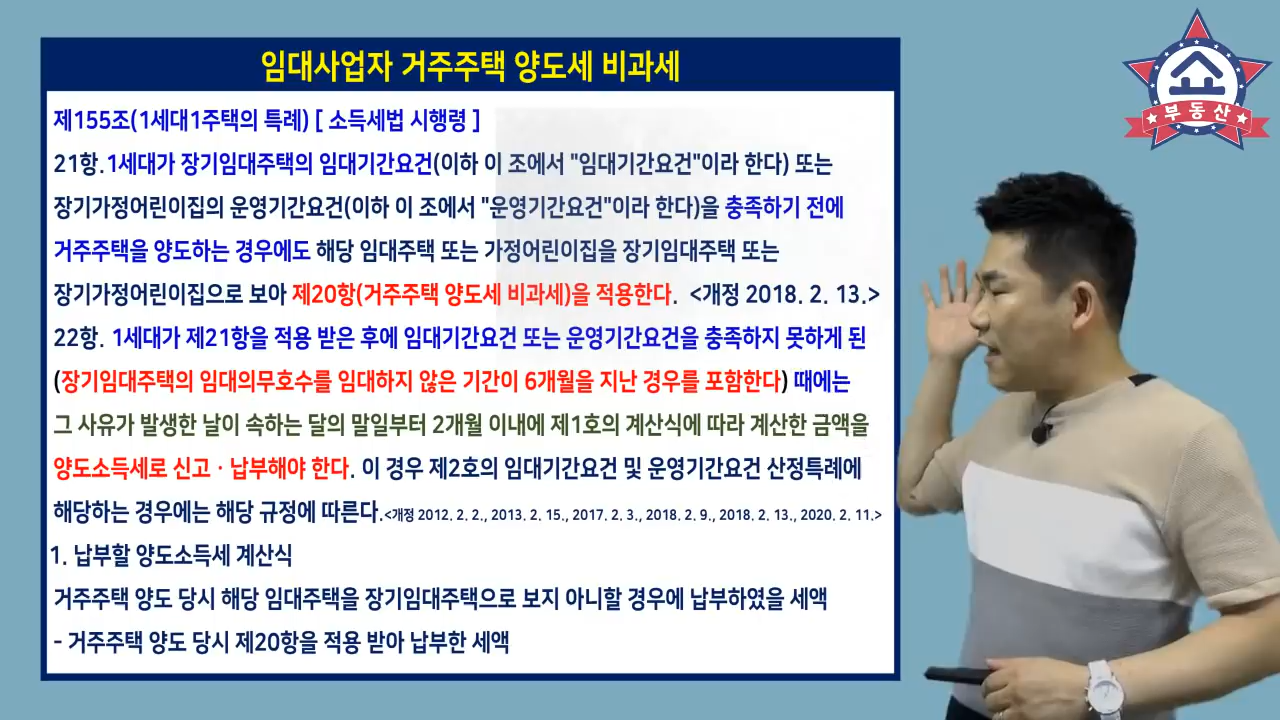 임대사업자 거주주택 양도세 비과세
제155조(1세대1주택의 특례) [ 소득세법 시행령 ]
21항.1세대가 장기임대주택의 임대기간요건(이하 이 조에서 "임대기간요건"이라 한다) 또는
장기가정어린이집의 운영기간요건(이하 이 조에서 "운영기간요건"이라 한다)을 충족하기 전에
거주주택을 양도하는 경우에도 해당 임대주택 또는 가정어린이집을 장기임대주택 또는
장기가정어린이집으로 보아 제20항(거주주택 양도세 비과세)을 적용한다. <개정 2018. 2. 13.>
22항. 1세대가 제21항을 적용 받은 후에 임대기간요건 또는 운영기간요건을 충족하지 못하게 된
(장기임대주택의 임대의무호수를 임대하지 않은 기간이 6개월을 지난 경우를 포함한다) 때에는
그 사유가 발생한 날이 속하는 달의 말일부터 2개월 이내에 제1호의 계산식에 따라 계산한 금액을
양도소득세로 신고 · 납부해야 한다. 이 경우 제2호의 임대기간요건 및 운영기간요건 산정특례에
해당하는 경우에는 해당 규정에 따른다.<개정 2012. 2. 2., 2013. 2. 15., 2017. 2. 3., 2018. 2. 9., 2018. 2. 13., 2020. 2. 11.>
1. 납부할 양도소득세 계산식
거주주택 양도 당시 해당 임대주택을 장기임대주택으로 보지 아니할 경우에 납부하였을 세액
- 거주주택 양도 당시 제20항을 적용 받아 납부한 세액
쇼
부동산